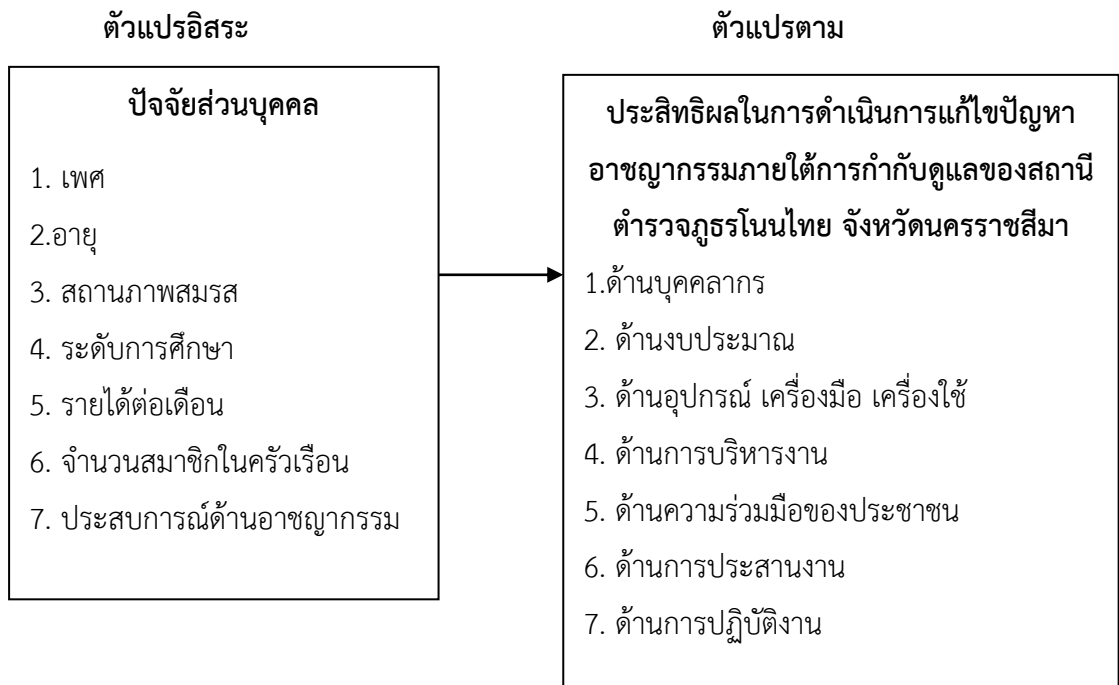 ตัวแปรอิสระ
ตัวแปรตาม
ปัจจัยส่วนบุคคล
1. เพศ
2.อายุ
3. สถานภาพสมรส
4. ระดับการศึกษา
5. รายได้ต่อเดือน
6. จำนวนสมาชิกในครัวเรือน
7. ประสบการณ์ด้านอาชญากรรม
ประสิทธิผลในการดำเนินการแก้ไขปัญหา
อาชญากรรมภายใต้การกำกับดูแลของสถานี
ตำรวจภูธรโนนไทย จังหวัดนครราชสีมา
1.ด้านบุคคลากร
2. ด้านงบประมาณ
3. ด้านอุปกรณ์ เครื่องมือ เครื่องใช้
4. ด้านการบริหารงาน
5. ด้านความร่วมมือของประชาชน
6. ด้านการประสานงาน
7. ด้านการปฏิบัติงาน